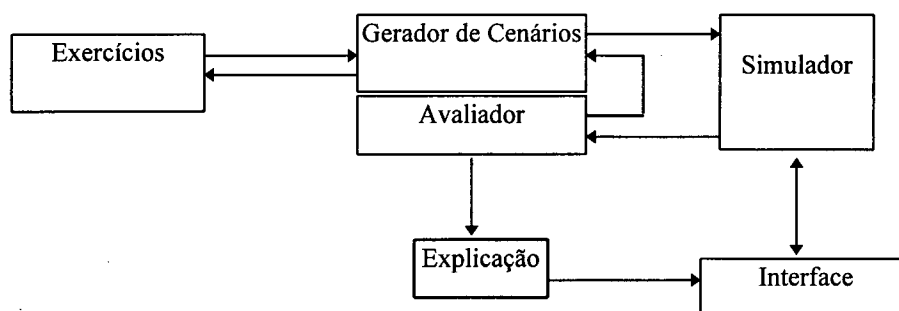 Exercícios
Gerador de Cenários
Simulador
Avaliador
Explicação
Interface